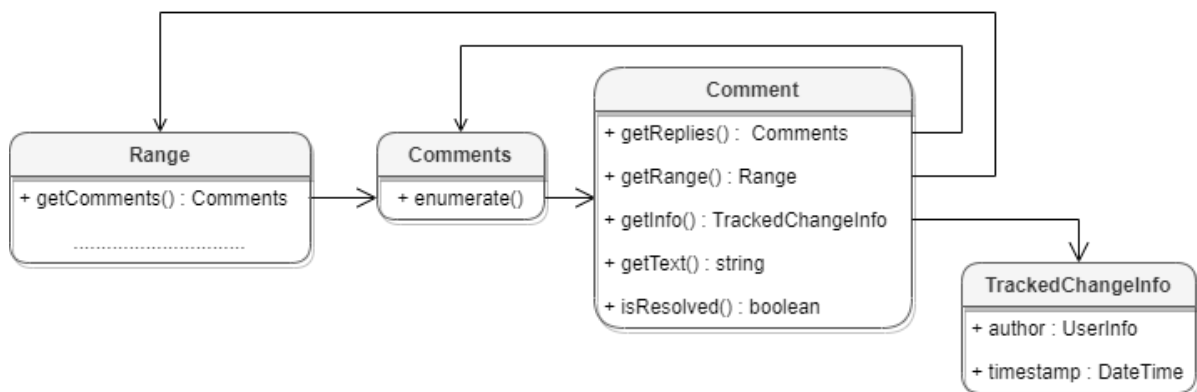 Range
+ getComments() : Comments
................................
Comments
+ enumerate()
Comment
+ getReplies() : Comments
+ getRange() : Range
+ getInfo() : TrackedChangeInfo
+ getText() : string
+ isResolved() : boolean
TrackedChangeInfo
+ author : UserInfo
+ timestamp : DateTime